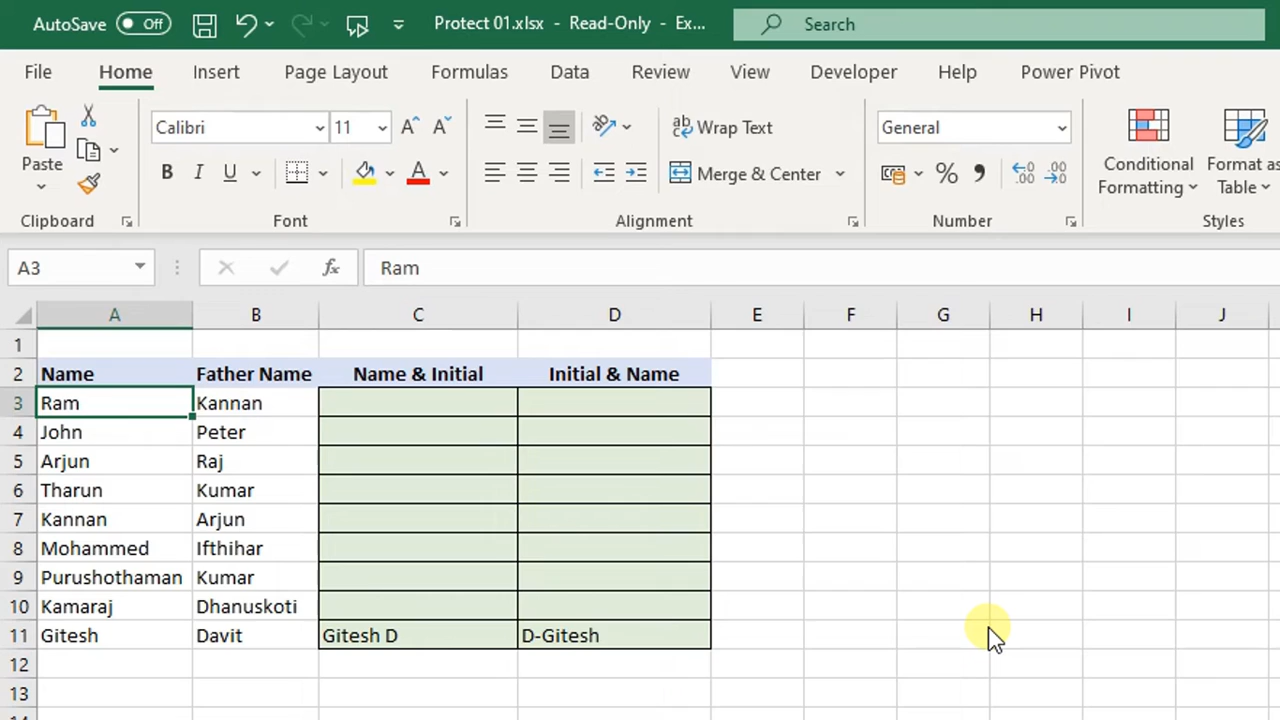 AutoSave Off Protect 01.xlsx - Read-Only - Ex... Search
File Home Insert Page Layout Formulas Data Review View Developer Help Power Pivot
Calibri 11 ab Wrap Text General
Paste B I U A Merge & Center % , Conditional Formatting Format as Table
Clipboard Font Alignment Number Styles
A3 fx Ram
A B C D E F G H I J
1
2 Name Father Name Name & Initial Initial & Name
3 Ram Kannan
4 John Peter
5 Arjun Raj
6 Tharun Kumar
7 Kannan Arjun
8 Mohammed Ifthihar
9 Purushothaman Kumar
10 Kamaraj Dhanuskoti
11 Gitesh Davit Gitesh D D-Gitesh
12
13